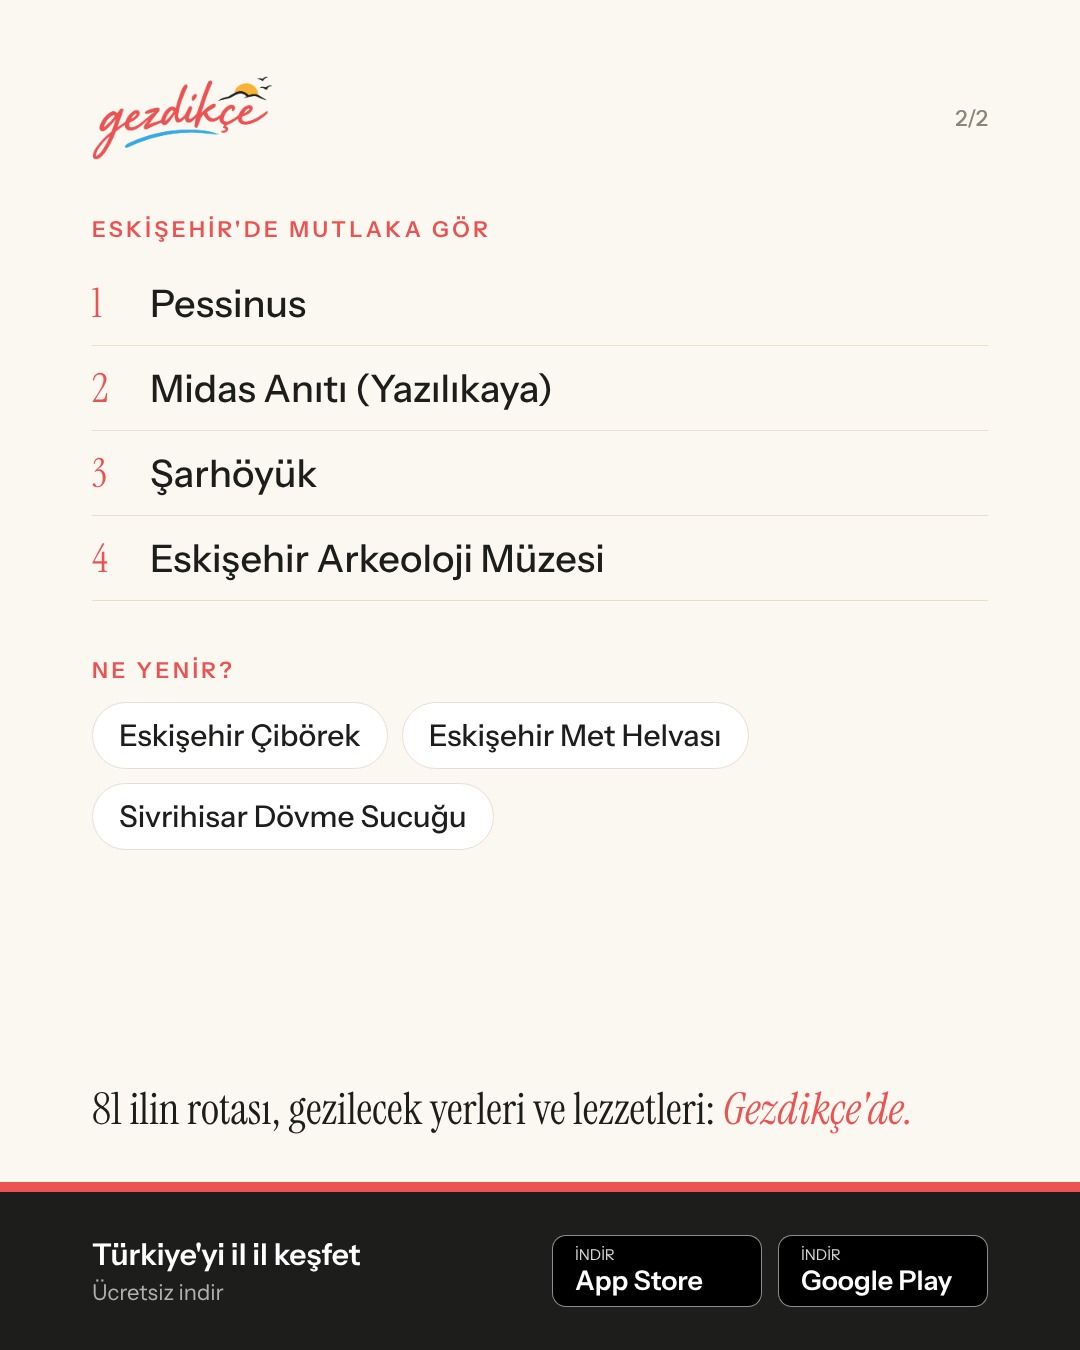 gezdikçe
2/2
ESKİŞEHİR'DE MUTLAKA GÖR
1 Pessinus
2 Midas Anıtı (Yazılıkaya)
3 Şarhöyük
4 Eskişehir Arkeoloji Müzesi
NE YENİR?
Eskişehir Çibörek Eskişehir Met Helvası
Sivrihisar Dövme Sucuğu
81 ilin rotası, gezilecek yerleri ve lezzetleri: Gezdikçe'de.
Türkiye'yi il il keşfet
Ücretsiz indir
İNDİR
App Store
İNDİR
Google Play